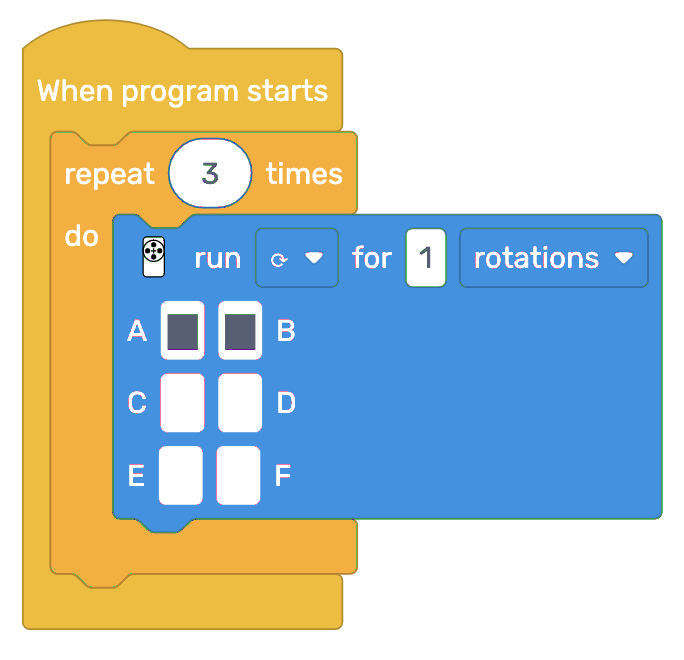 When program starts
repeat 3 times
do
run for 1 rotations
A B
C D
E F